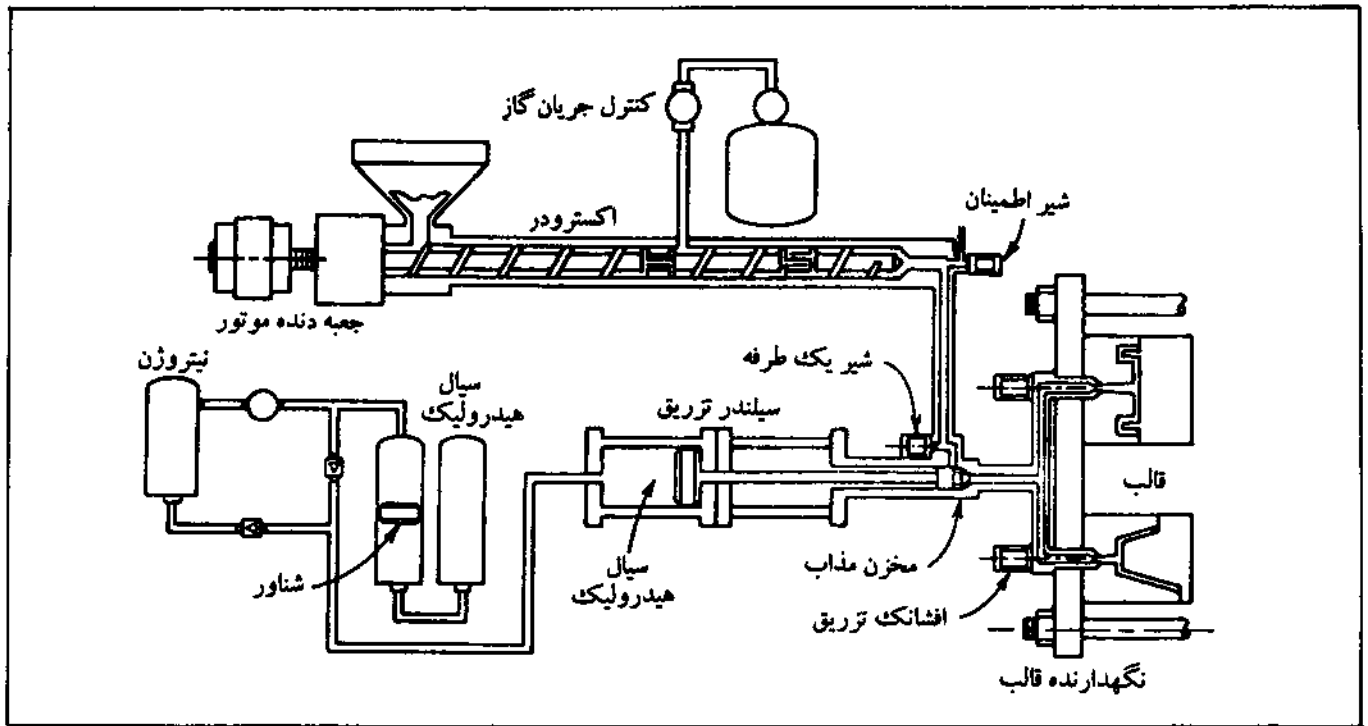 کنترل جریان گاز
شیر اطمینان
اکسترودر
جعبه دنده موتور
نیتروژن
سیال
هیدرولیک
سیلندر تزریق
شیر یک طرفه
قالب
شناور
سیال
هیدرولیک
مخزن مذاب
افشانک تزریق
نگهدارنده قالب